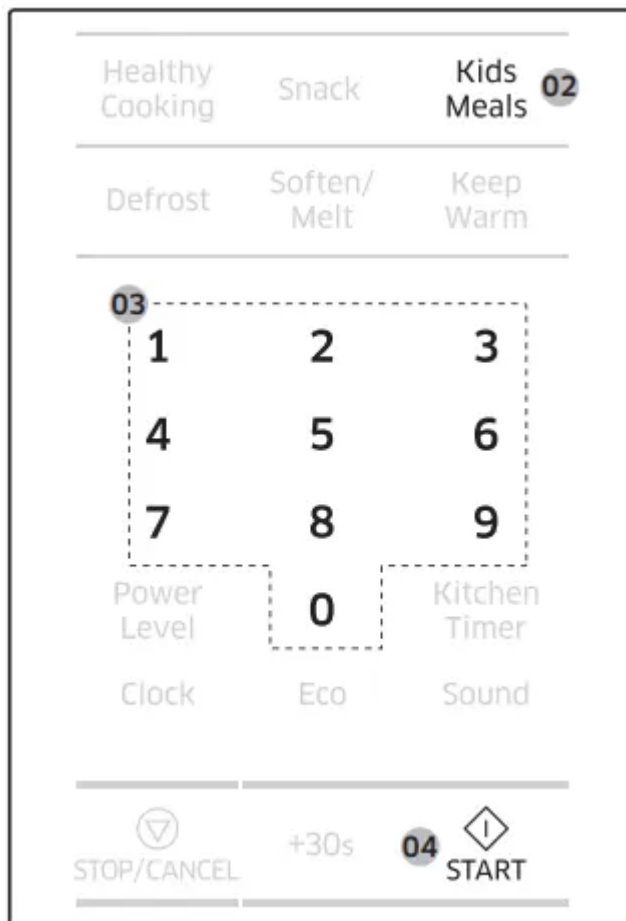 Healthy
Cooking
Snack
Kids
Meals
02
Defrost
Soften/
Melt
Keep
Warm
03
1 2 3
4 5 6
7 8 9
Power
Level
0
Kitchen
Timer
Clock Eco Sound
STOP/CANCEL
+30s
04
START